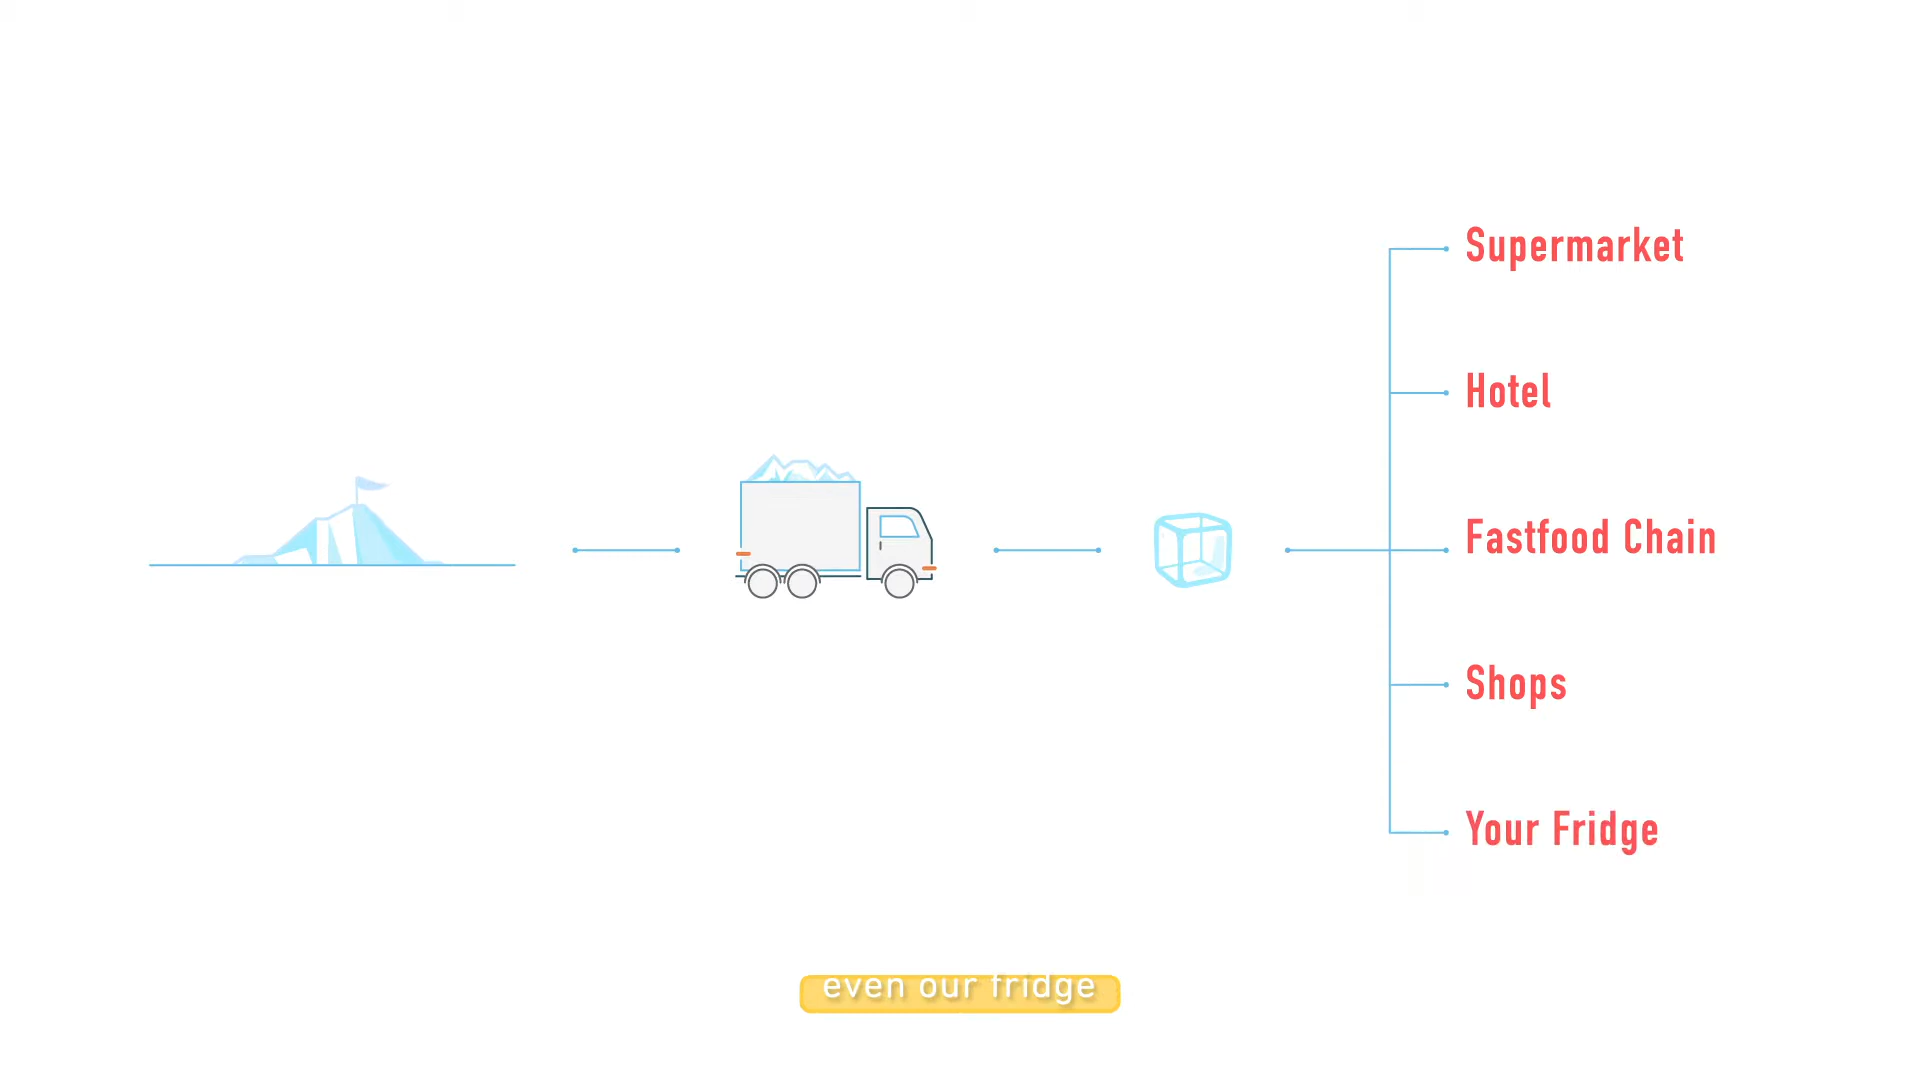 Supermarket
Hotel
Fastfood Chain
Shops
Your Fridge
even our fridge